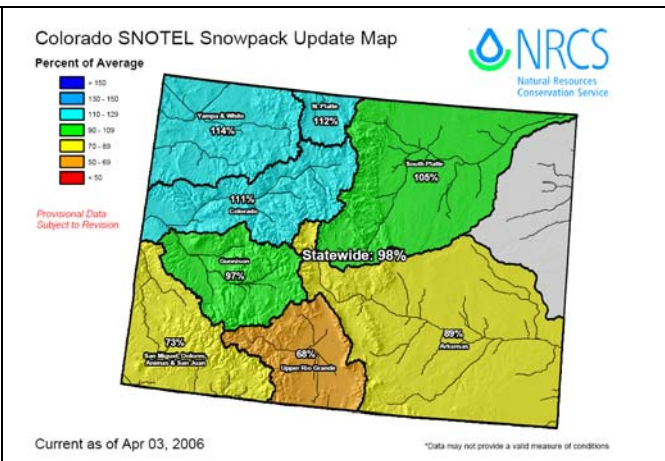 Colorado SNOTEL Snowpack Update Map
NRCS
Natural Resources
Conservation Service
Percent of Average
> 150
130 - 150
110 - 129
90 - 109
70 - 89
50 - 69
< 50
Provisional Data
Subject to Revision
Yampa & White
114%
N. Platte
112%
South Platte
105%
111%
Colorado
Statewide: 98%
Gunnison
97%
73%
San Miguel, Dolores,
Animas & San Juan
68%
Upper Rio Grande
89%
Arkansas
Current as of Apr 03, 2006
*Data may not provide a valid measure of conditions